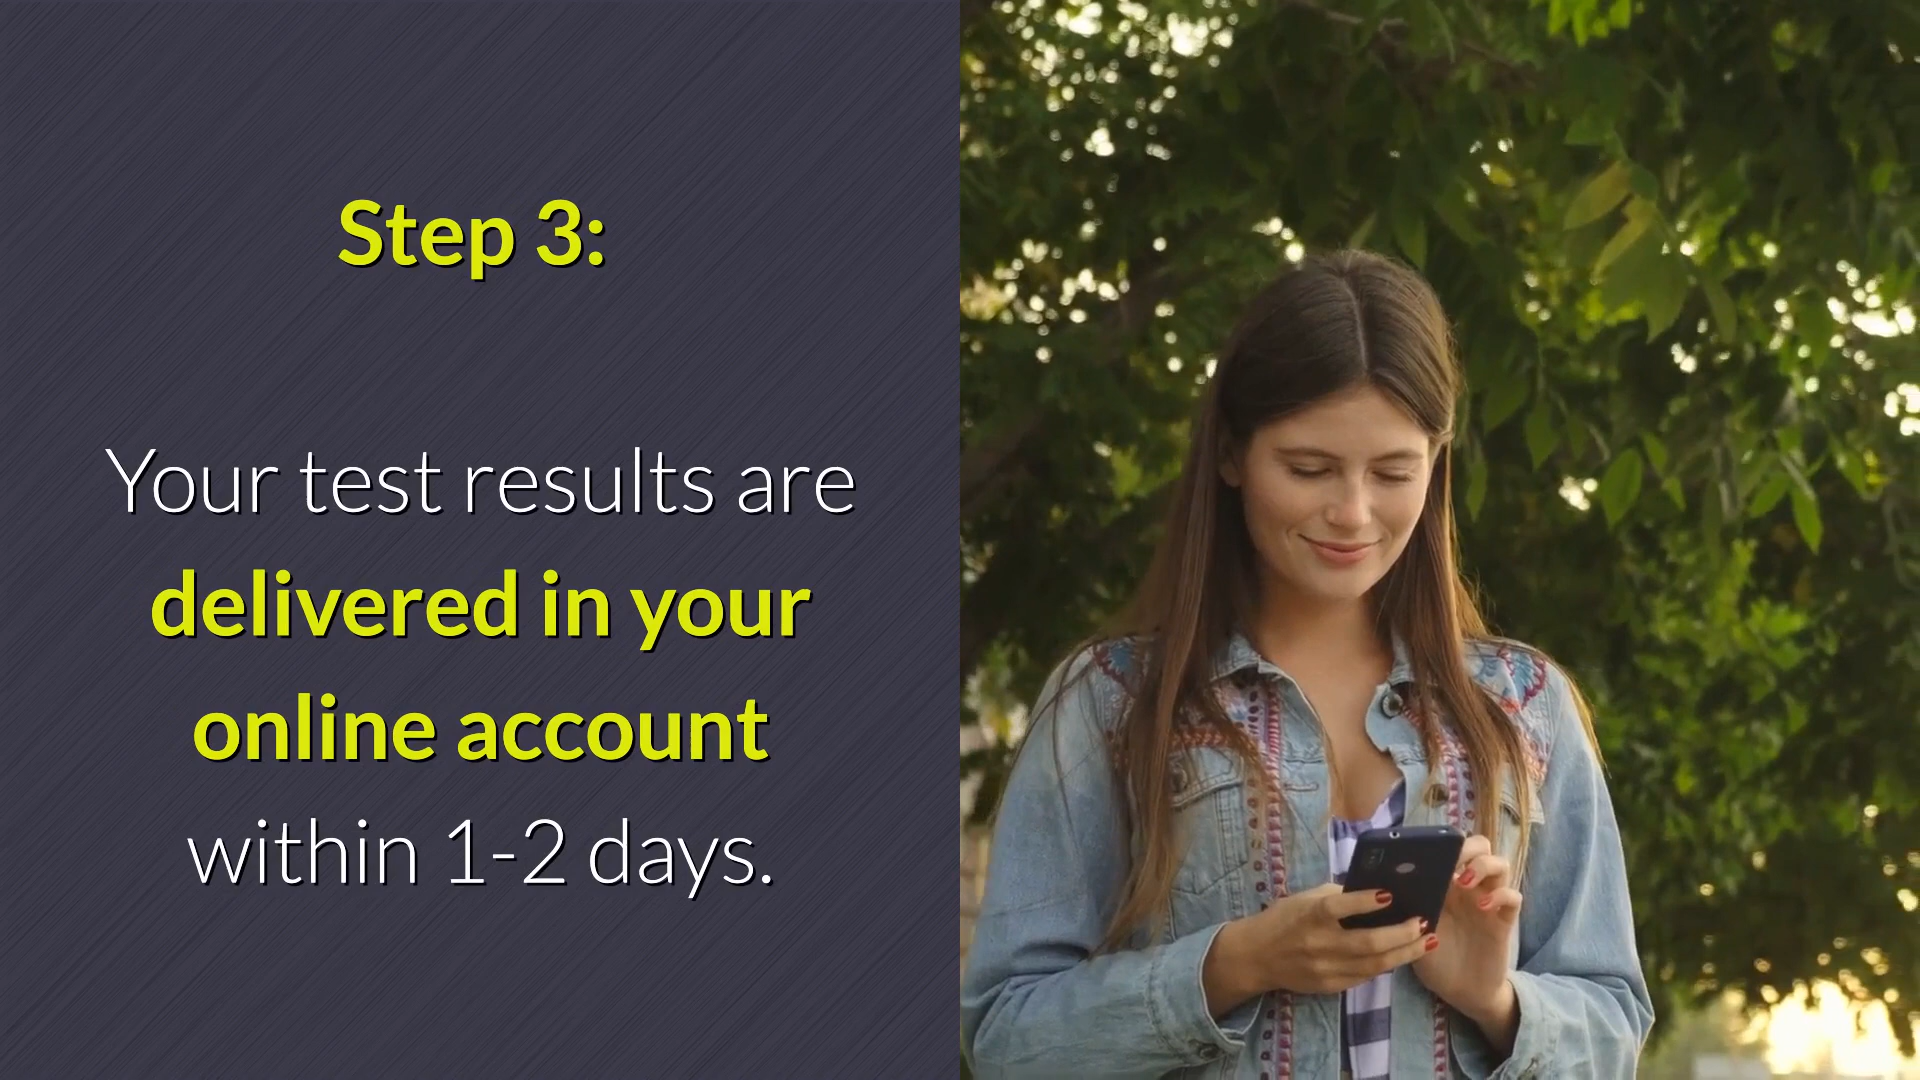 Step 3:
Your test results are
delivered in your
online account
within 1-2 days.